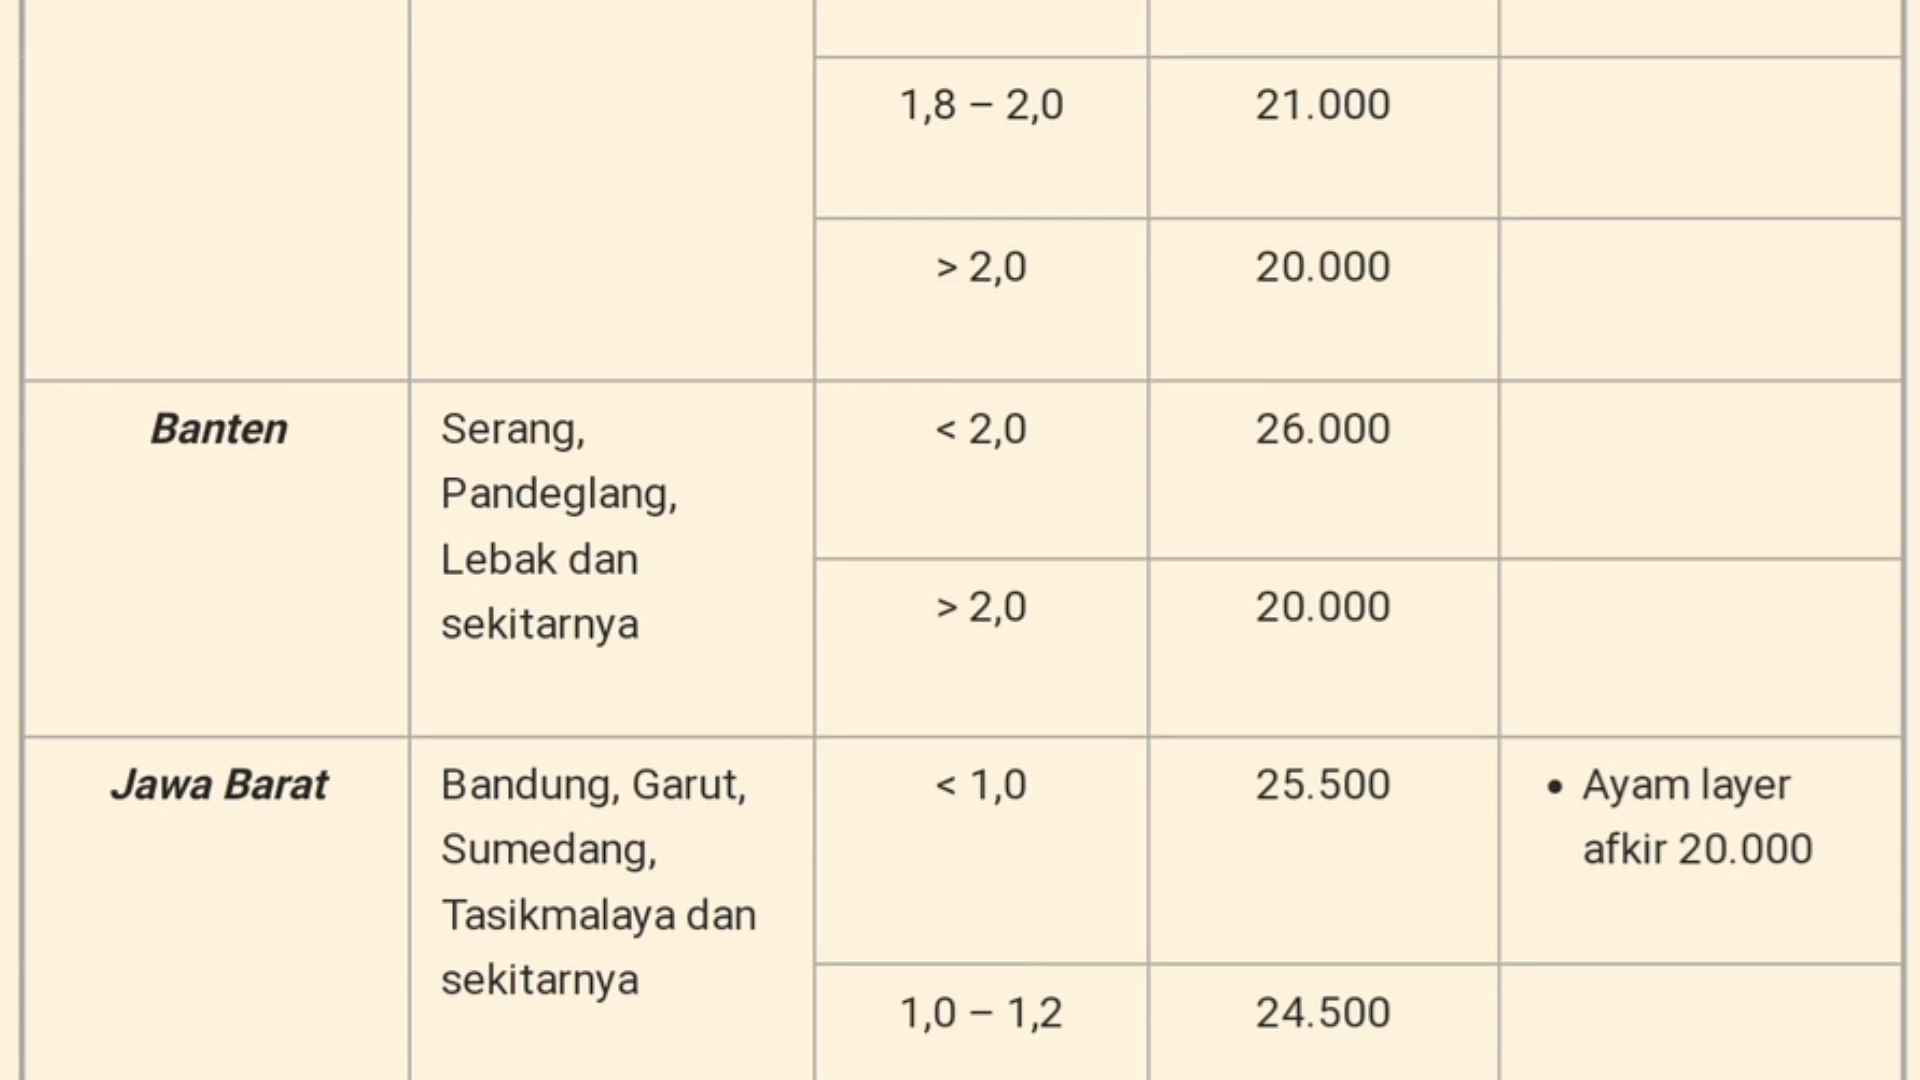 1,8 – 2,0 21.000
> 2,0 20.000
Banten Serang, < 2,0 26.000
Pandeglang,
Lebak dan
> 2,0 20.000
sekitarnya
Jawa Barat Bandung, Garut, < 1,0 25.500 • Ayam layer
Sumedang, afkir 20.000
Tasikmalaya dan
sekitarnya
1,0 – 1,2 24.500